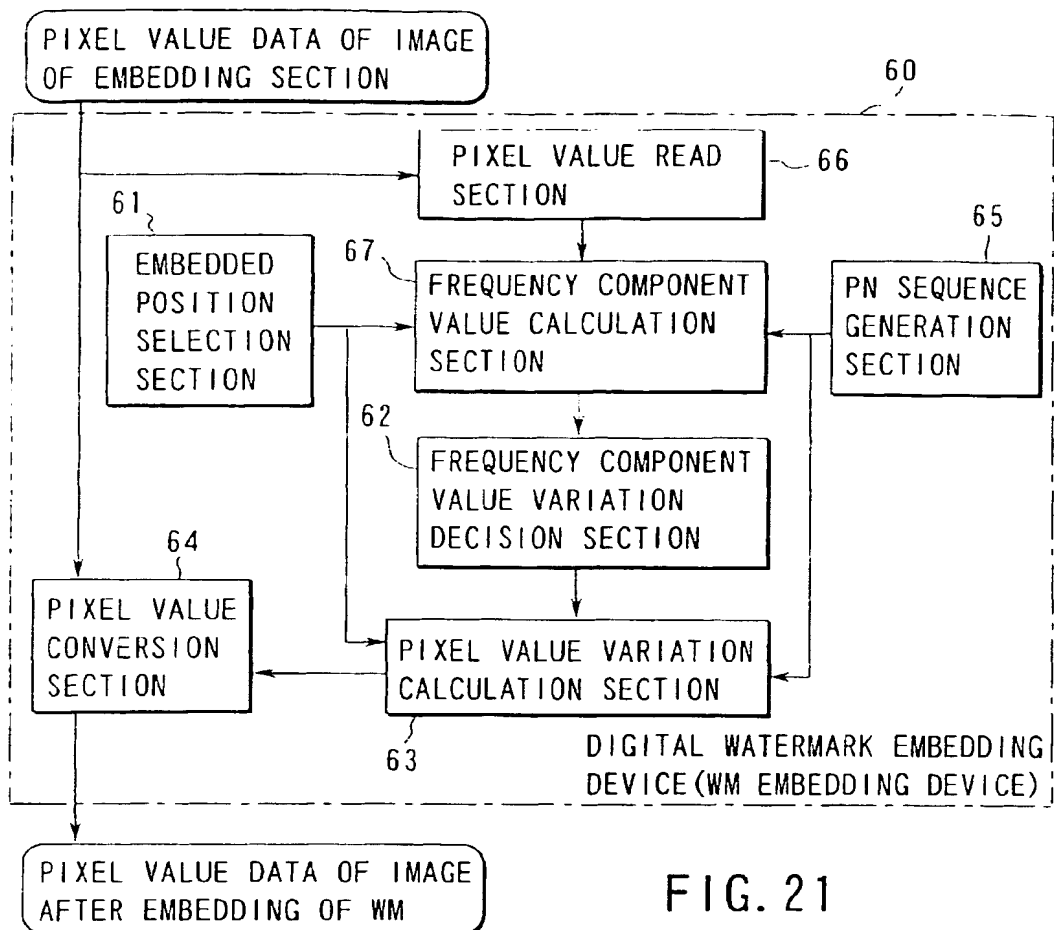 PIXEL VALUE DATA OF IMAGE
OF EMBEDDING SECTION
60
PIXEL VALUE READ
SECTION
66
61
EMBEDDED
POSITION
SELECTION
SECTION
67
FREQUENCY COMPONENT
VALUE CALCULATION
SECTION
65
PN SEQUENCE
GENERATION
SECTION
62
FREQUENCY COMPONENT
VALUE VARIATION
DECISION SECTION
64
PIXEL VALUE
CONVERSION
SECTION
PIXEL VALUE VARIATION
CALCULATION SECTION
63
DIGITAL WATERMARK EMBEDDING
DEVICE(WM EMBEDDING DEVICE)
PIXEL VALUE DATA OF IMAGE
AFTER EMBEDDING OF WM
FIG. 21